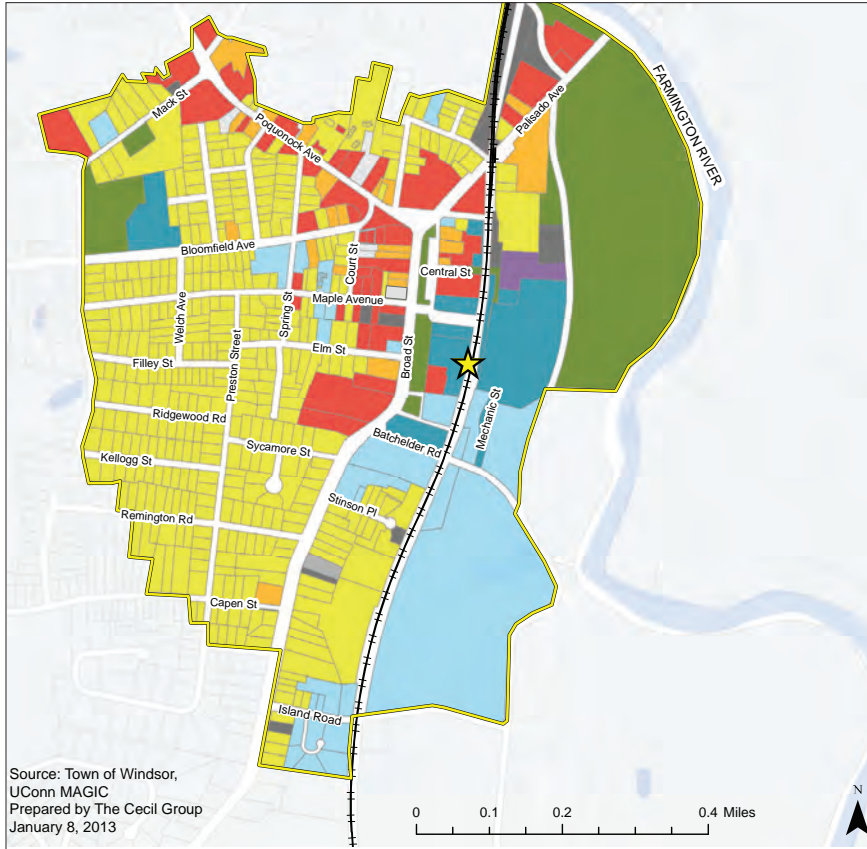 FARMINGTON RIVER
Palisado Ave
Mack St
Poquonock Ave
Bloomfield Ave
Court St
Central St
Welch Ave
Spring St
Maple Avenue
Preston Street
Elm St
Broad St
Filley St
Mechanic St
Ridgewood Rd
Batchelder Rd
Sycamore St
Kellogg St
Stinson Pl
Remington Rd
Capen St
Island Road
Source: Town of Windsor,
UConn MAGIC
Prepared by The Cecil Group
January 8, 2013
0 0.1 0.2 0.4 Miles
N